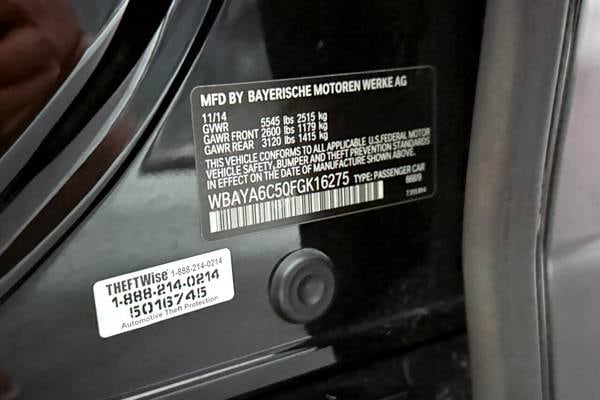 MFD BY BAYERISCHE MOTOREN WERKE AG
11/14
GVWR 5545 lbs 2515 kg
GAWR FRONT 2600 lbs 1179 kg
GAWR REAR 3120 lbs 1415 kg
THIS VEHICLE CONFORMS TO ALL APPLICABLE U.S. FEDERAL MOTOR
VEHICLE SAFETY, BUMPER AND THEFT PREVENTION STANDARDS
IN EFFECT ON THE DATE OF MANUFACTURE SHOWN ABOVE.
WBAYA6C50FGK16275 TYPE: PASSENGER CAR
THEFTWISE 1-888-214-0214
1-888-214-0214
5016745
Automotive Theft Protection